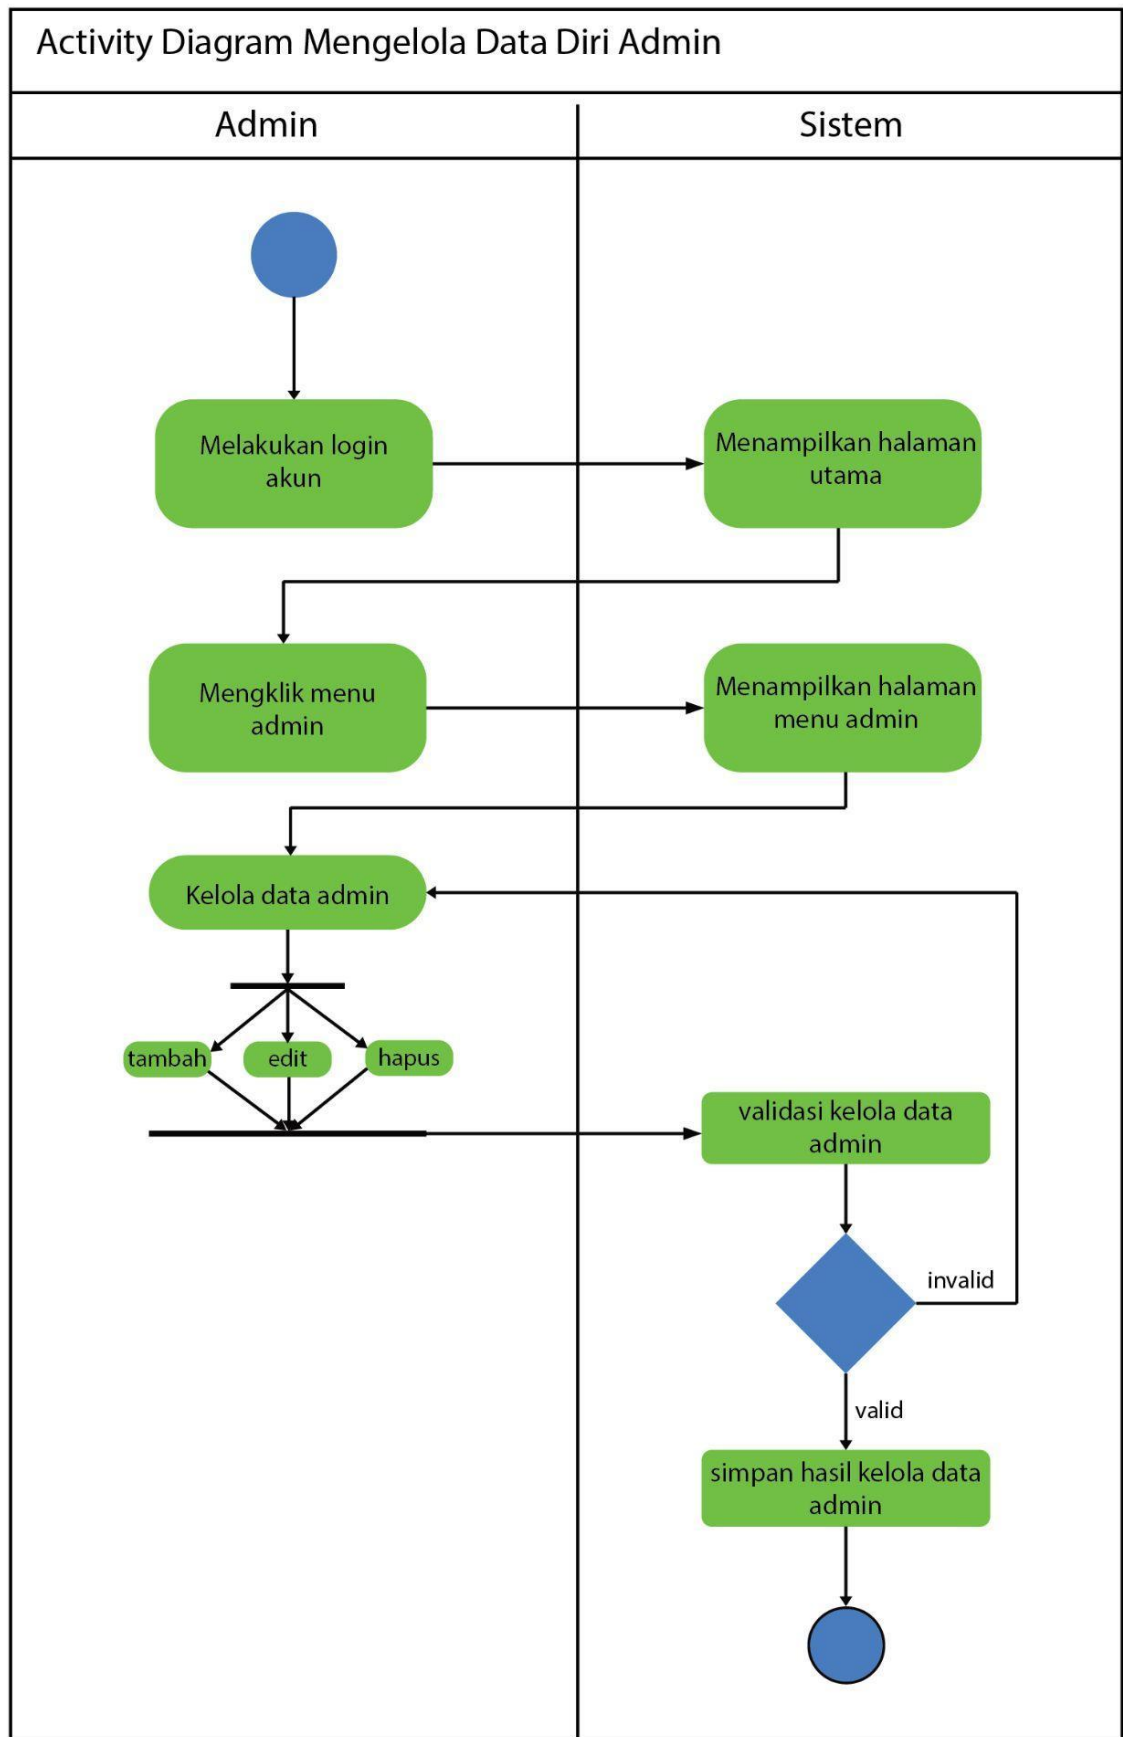 Activity Diagram Mengelola Data Diri Admin
Admin
Sistem
Melakukan login
akun
Menampilkan halaman
utama
Mengklik menu
admin
Menampilkan halaman
menu admin
Kelola data admin
tambah
edit
hapus
validasi kelola data
admin
invalid
valid
simpan hasil kelola data
admin